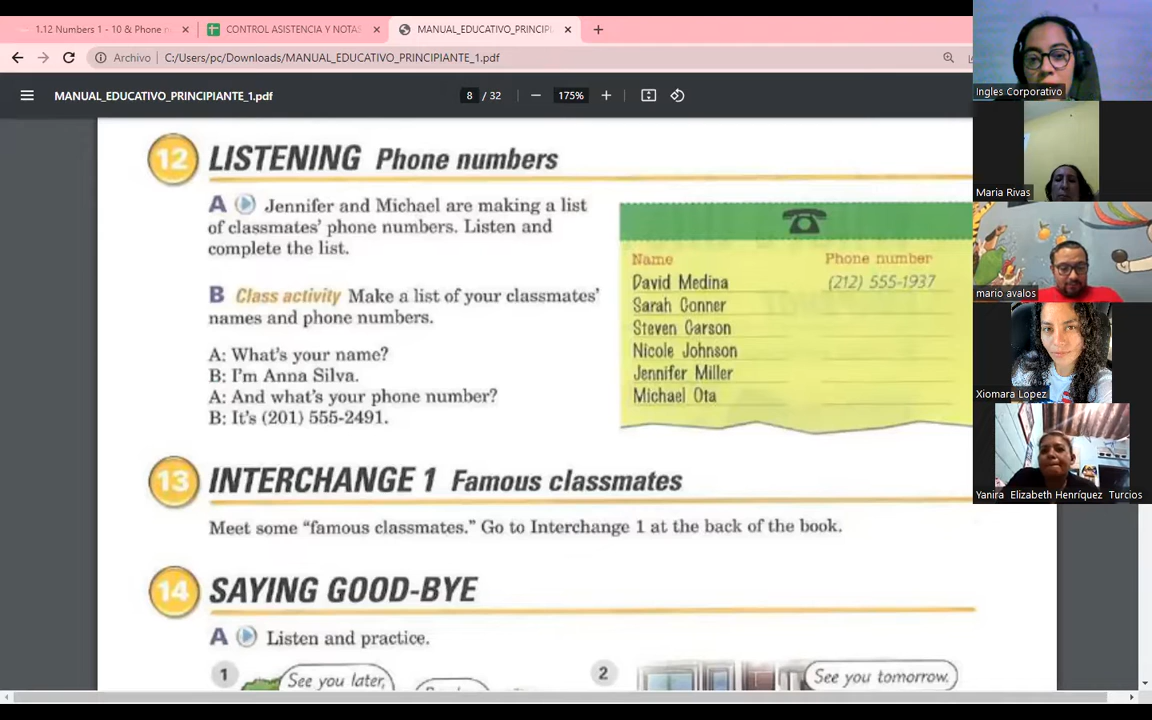 1.12 Numbers 1 - 10 & Phone n
CONTROL ASISTENCIA Y NOTAS
MANUAL_EDUCATIVO_PRINCIPI
Archivo
C:/Users/pc/Downloads/MANUAL_EDUCATIVO_PRINCIPIANTE_1.pdf
MANUAL_EDUCATIVO_PRINCIPIANTE_1.pdf
8 / 32
175%
12 LISTENING Phone numbers
A Jennifer and Michael are making a list
of classmates' phone numbers. Listen and
complete the list.
B Class activity Make a list of your classmates'
names and phone numbers.
A: What's your name?
B: I'm Anna Silva.
A: And what's your phone number?
B: It's (201) 555-2491.
Name Phone number
David Medina (212) 555-1937
Sarah Conner
Steven Carson
Nicole Johnson
Jennifer Miller
Michael Ota
13 INTERCHANGE 1 Famous classmates
Meet some "famous classmates." Go to Interchange 1 at the back of the book.
14 SAYING GOOD-BYE
A Listen and practice.
1
See you later,
2
See you tomorrow.
Ingles Corporativo
Maria Rivas
mario avalos
Xiomara Lopez
Yanira Elizabeth Henríquez Turcios